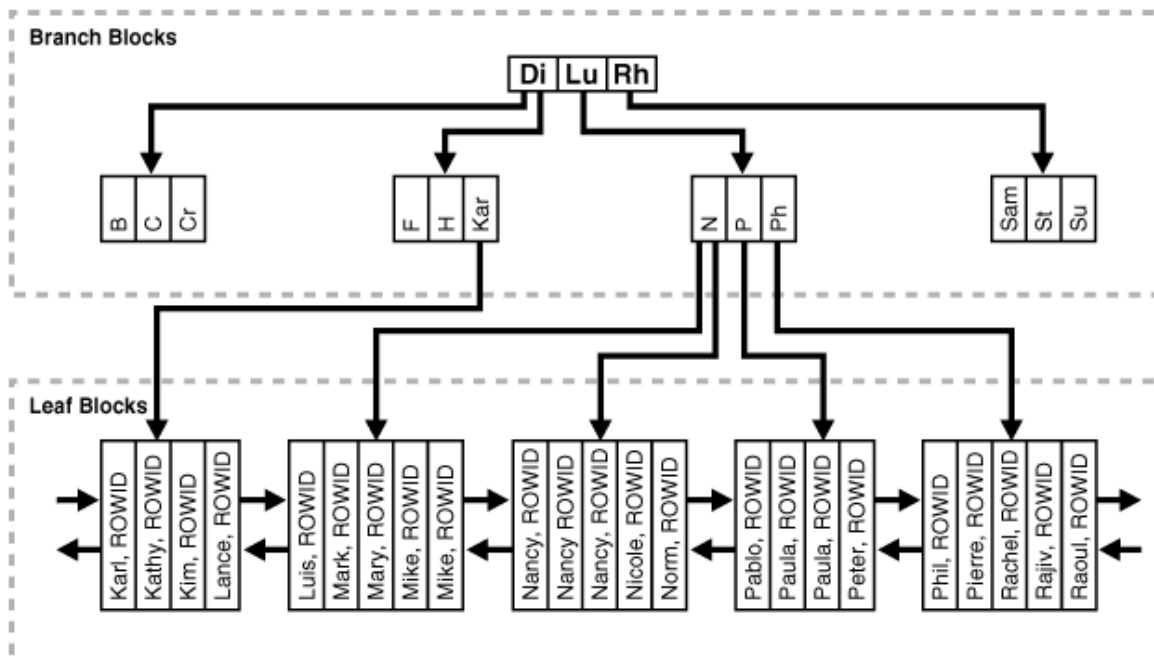 Branch Blocks
Di Lu Rh
B
C
Cr
F
H
Kar
N
P
Ph
Sam
St
Su
Leaf Blocks
Karl, ROWID
Kathy, ROWID
Kim, ROWID
Lance, ROWID
Luis, ROWID
Mark, ROWID
Mary, ROWID
Mike, ROWID
Mike, ROWID
Nancy, ROWID
Nancy ROWID
Nancy, ROWID
Nicole, ROWID
Norm, ROWID
Pablo, ROWID
Paula, ROWID
Paula, ROWID
Peter, ROWID
Phil, ROWID
Pierre, ROWID
Rachel, ROWID
Rajiv, ROWID
Raoul, ROWID